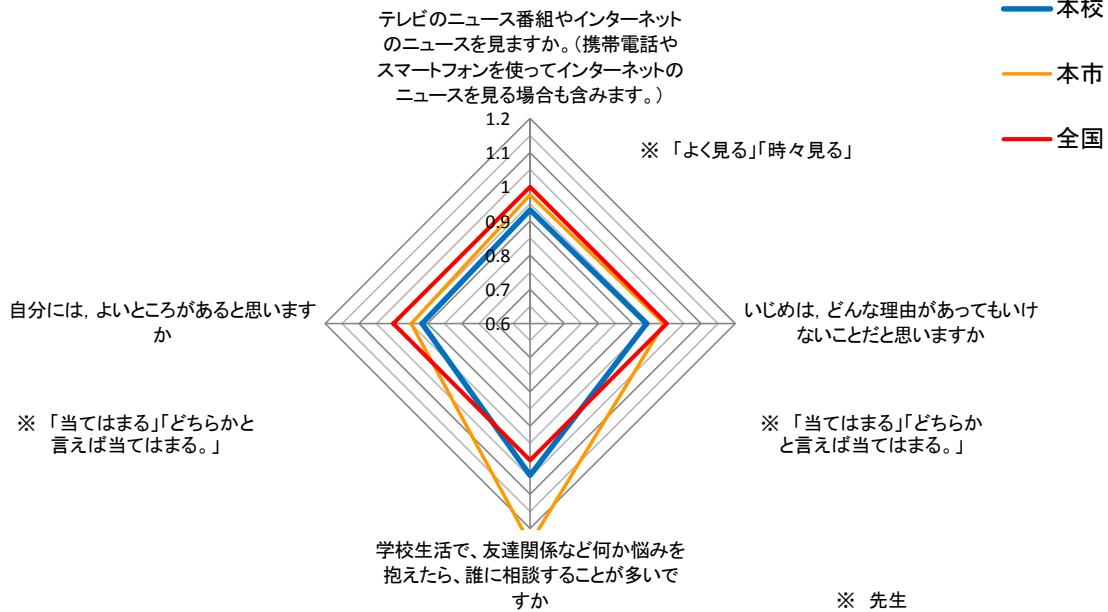 テレビのニュース番組やインターネット
のニュースを見ますか。(携帯電話や
スマートフォンを使ってインターネットの
ニュースを見る場合も含みます。)
本校
本市
全国
※ 「よく見る」「時々見る」
1.2
1.1
1
0.9
0.8
0.7
0.6
自分には, よいところがあると思います
か
※ 「当てはまる」「どちらかと
言えば当てはまる。」
いじめは, どんな理由があってもいけ
ないことだと思いますか
※ 「当てはまる」「どちらか
と言えば当てはまる。」
学校生活で、友達関係など何か悩みを
抱えたら、誰に相談することが多いで
すか
※ 先生